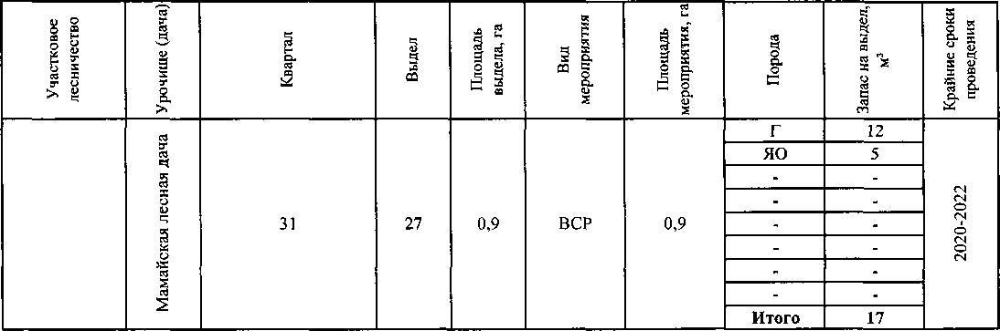 Участковое
лесничество
Урочище (дача)
Квартал
Выдел
Площадь
выдела, га
Вид
мероприятия
Площадь
мероприятия, га
Порода
Запас на выдел,
м³
Крайние сроки
проведения
Мамайская лесная дача
31
27
0,9
ВСР
0,9
Г 12
ЯО 5
- -
- -
- -
- -
- -
- -
Итого 17
2020-2022